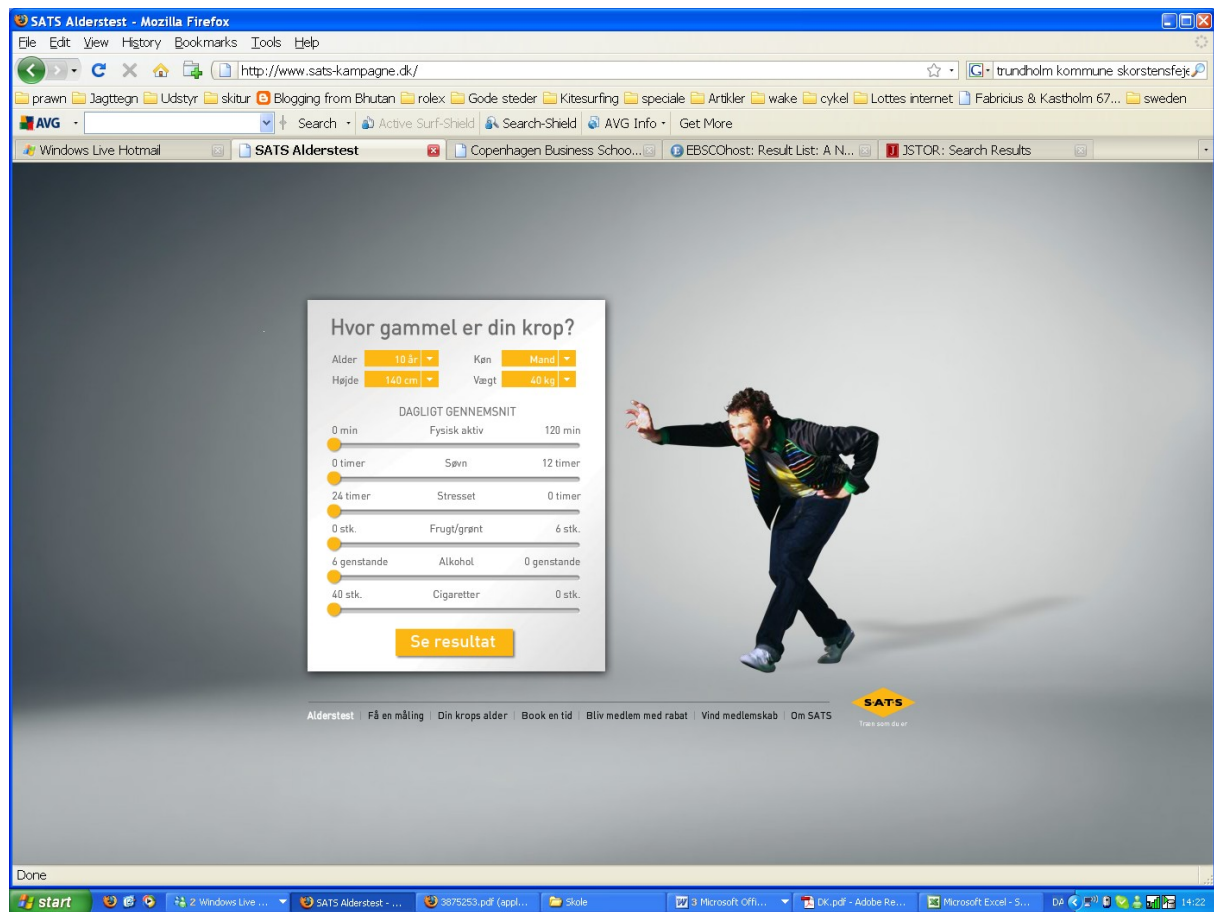 SATS Alderstest - Mozilla Firefox
File Edit View History Bookmarks Tools Help
http://www.sats-kampagne.dk/ trundholm kommune skorstensfeje
prawn Jagttegn Udstyr skitur Blogging from Bhutan rolex Gode steder Kitesurfing speciale Artikler wake cykel Lottes internet Fabricius & Kastholm 67... sweden
AVG Search Active Surf-Shield Search-Shield AVG Info Get More
Windows Live Hotmail SATS Alderstest Copenhagen Business Schoo... EBSCOhost: Result List: A N... JSTOR: Search Results
Hvor gammel er din krop?
Alder 10 år Køn Mand
Højde 140 cm Vægt 40 kg
DAGLIGT GENNEMSNIT
0 min Fysisk aktiv 120 min
0 timer Søvn 12 timer
24 timer Stresset 0 timer
0 stk. Frugt/grønt 6 stk.
6 genstande Alkohol 0 genstande
40 stk. Cigaretter 0 stk.
Se resultat
S·A·T·S
Alderstest | Få en måling | Din krops alder | Book en tid | Bliv medlem med rabat | Vind medlemskab | Om SATS
Træn som du er
Done
start 2 Windows Live ... SATS Alderstest - ... 3875253.pdf (appl... Skole 3 Microsoft Offi... DK.pdf - Adobe Re... Microsoft Excel - S... DA 14:22